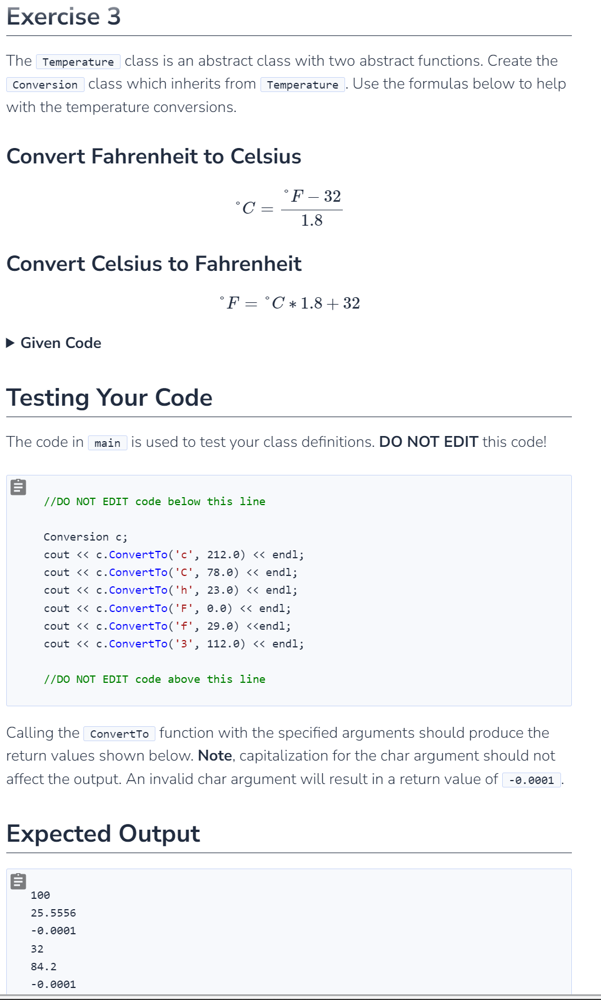 Exercise 3
The Temperature class is an abstract class with two abstract functions. Create the
Conversion class which inherits from Temperature. Use the formulas below to help
with the temperature conversions.
Convert Fahrenheit to Celsius
°C = (°F − 32) / 1.8
Convert Celsius to Fahrenheit
°F = °C ∗ 1.8 + 32
▶ Given Code
Testing Your Code
The code in main is used to test your class definitions. DO NOT EDIT this code!
//DO NOT EDIT code below this line
Conversion c;
cout << c.ConvertTo('c', 212.0) << endl;
cout << c.ConvertTo('C', 78.0) << endl;
cout << c.ConvertTo('h', 23.0) << endl;
cout << c.ConvertTo('F', 0.0) << endl;
cout << c.ConvertTo('f', 29.0) <<endl;
cout << c.ConvertTo('3', 112.0) << endl;
//DO NOT EDIT code above this line
Calling the ConvertTo function with the specified arguments should produce the
return values shown below. Note, capitalization for the char argument should not
affect the output. An invalid char argument will result in a return value of -0.0001.
Expected Output
100
25.5556
-0.0001
32
84.2
-0.0001